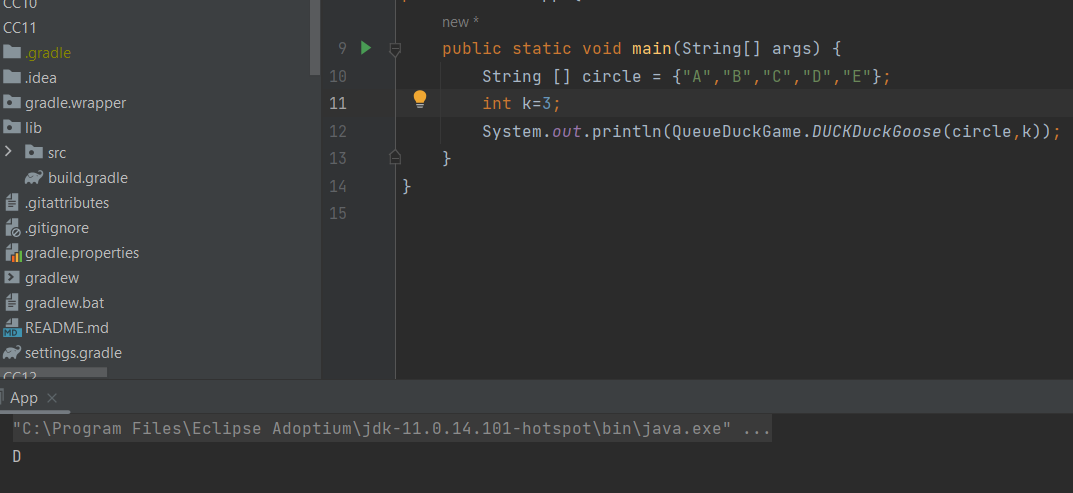 CC10
CC11
.gradle
.idea
gradle.wrapper
lib
src
build.gradle
.gitattributes
.gitignore
gradle.properties
gradlew
gradlew.bat
MD README.md
settings.gradle
CC12
new *
9 public static void main(String[] args) {
10 String [] circle = {"A","B","C","D","E"};
11 int k=3;
12 System.out.println(QueueDuckGame.DUCKDuckGoose(circle,k));
13 }
14 }
15
App
"C:\Program Files\Eclipse Adoptium\jdk-11.0.14.101-hotspot\bin\java.exe" ...
D